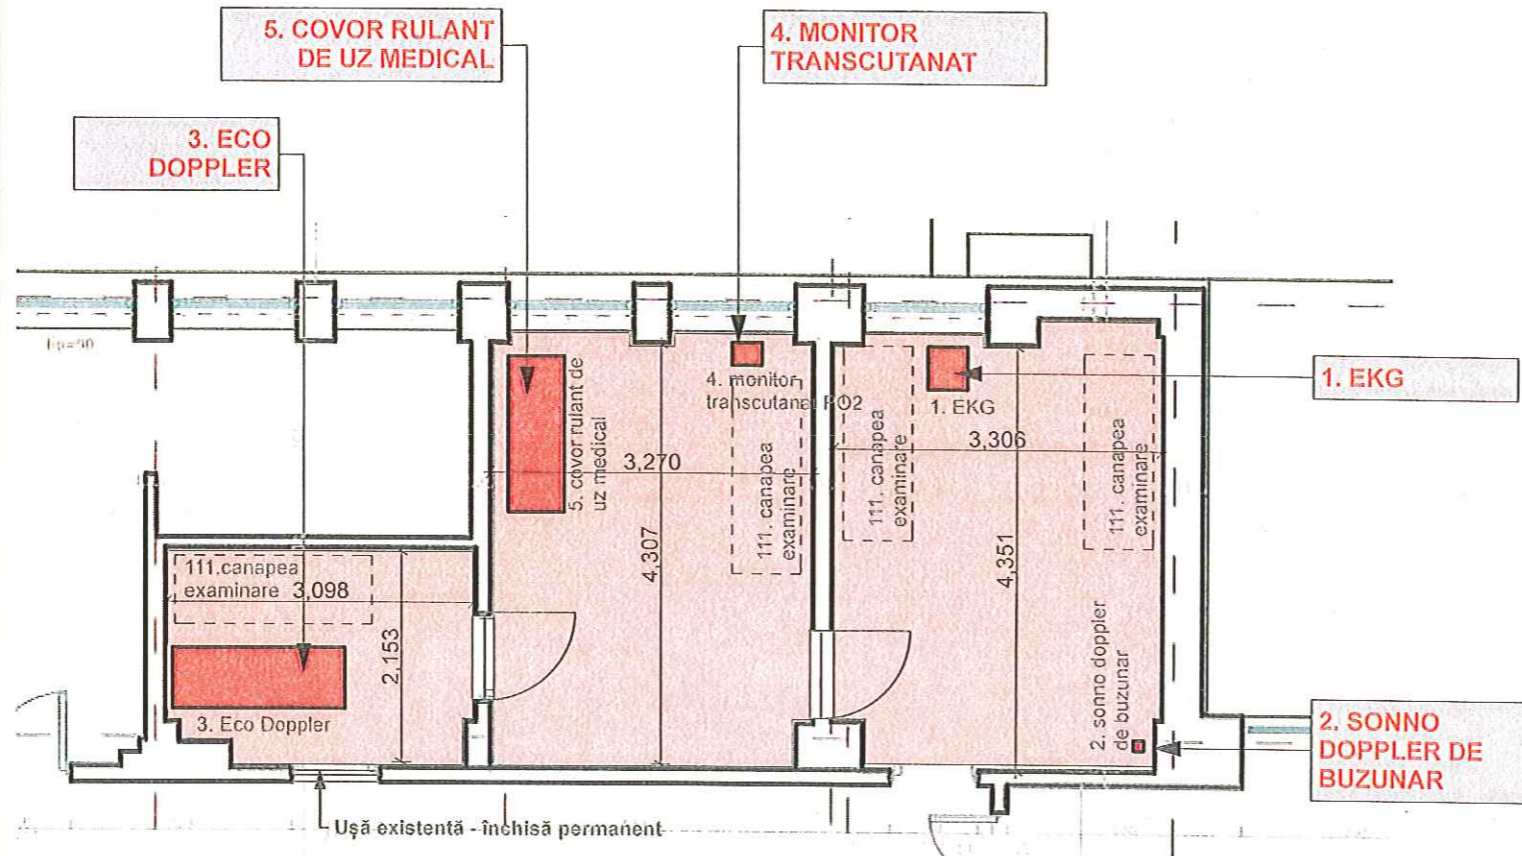 5. COVOR RULANT
DE UZ MEDICAL
4. MONITOR
TRANSCUTANAT
3. ECO
DOPPLER
hp=90
5. covor rulant de
uz medical
4. monitor
transcutanat PO2
1. EKG
1. EKG
3,270
3,306
111. canapea
examinare
111. canapea
examinare
111. canapea
examinare
4,307
4,351
111.canapea
examinare
3,098
2,153
3. Eco Doppler
2. sonno doppler
de buzunar
2. SONNO
DOPPLER DE
BUZUNAR
Ușă existentă - închisă permanent